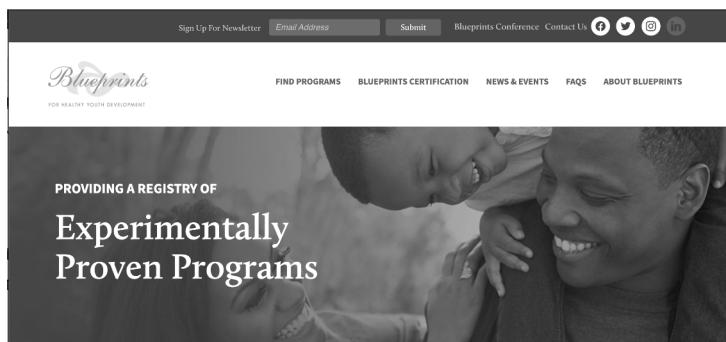 Sign Up For Newsletter Email Address Submit Blueprints Conference Contact Us in
Blueprints
FOR HEALTHY YOUTH DEVELOPMENT
FIND PROGRAMS BLUEPRINTS CERTIFICATION NEWS & EVENTS FAQS ABOUT BLUEPRINTS
PROVIDING A REGISTRY OF
Experimentally
Proven Programs